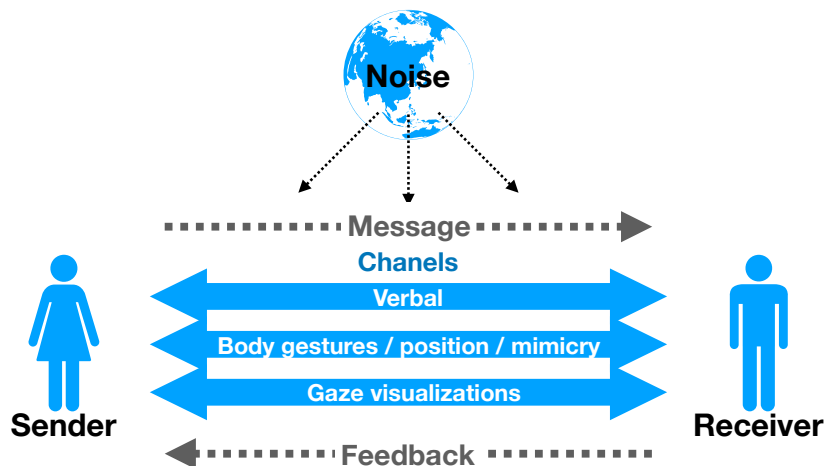 Noise
Message
Chanels
Verbal
Body gestures / position / mimicry
Gaze visualizations
Sender
Receiver
Feedback